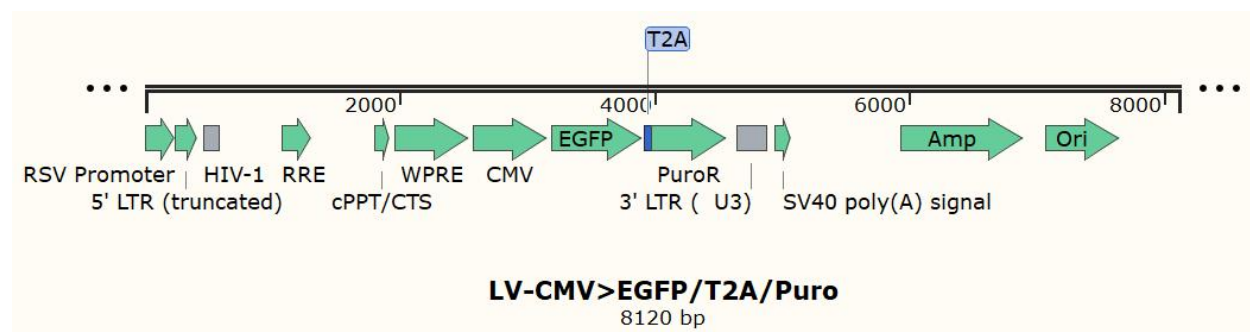 T2A
2000 4000 6000 8000
EGFP Amp Ori
RSV Promoter HIV-1 RRE WPRE CMV PuroR
5' LTR (truncated) cPPT/CTS 3' LTR ( U3) SV40 poly(A) signal
LV-CMV>EGFP/T2A/Puro
8120 bp